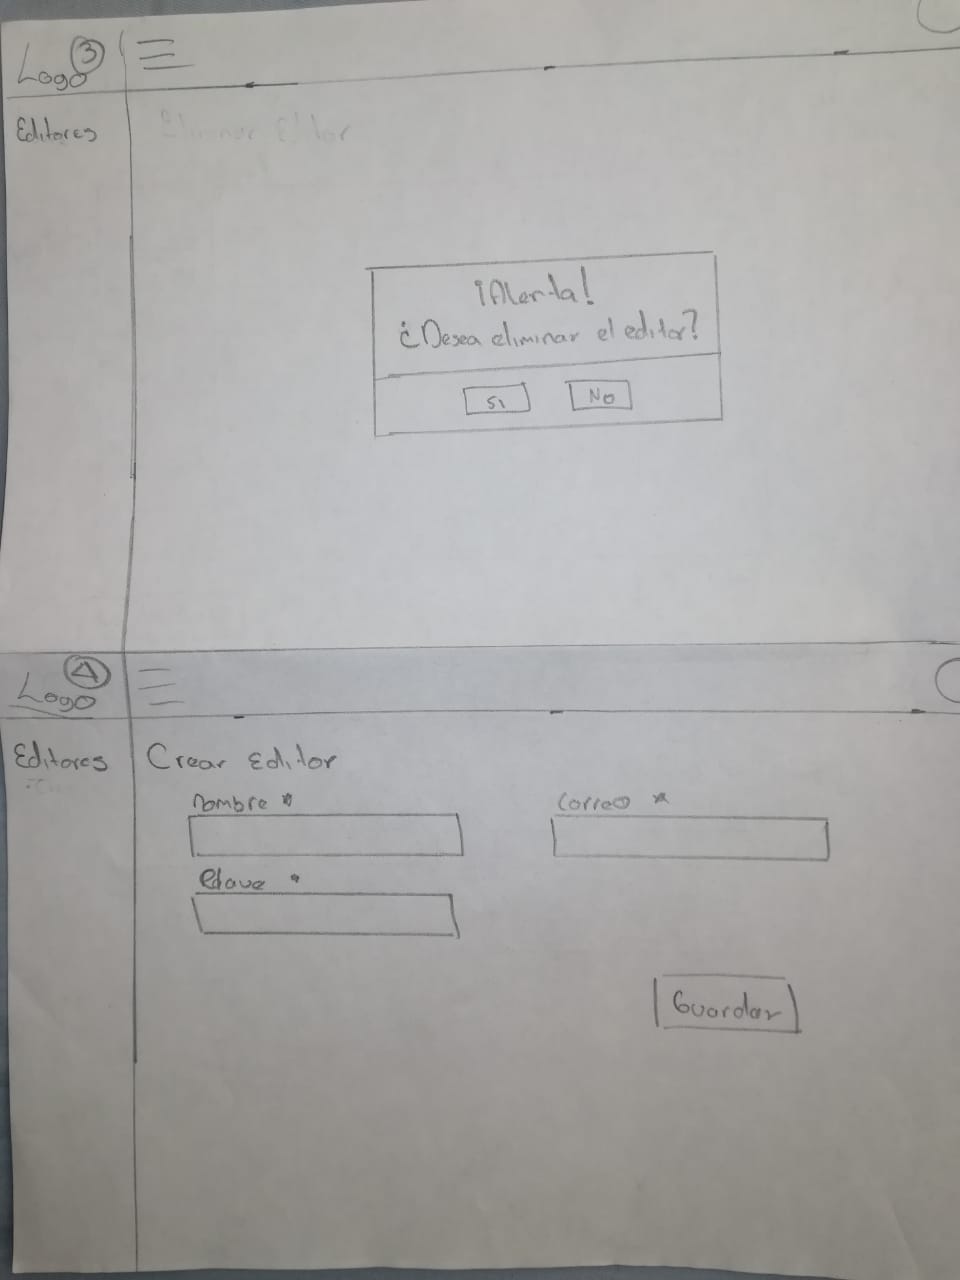 Logo
3
Editores
Eliminar Editor
¡Alerta!
¿Desea eliminar el editor?
Si
No
Logo
4
Editores
Crear Editor
Nombre *
Correo *
Clave *
Guardar